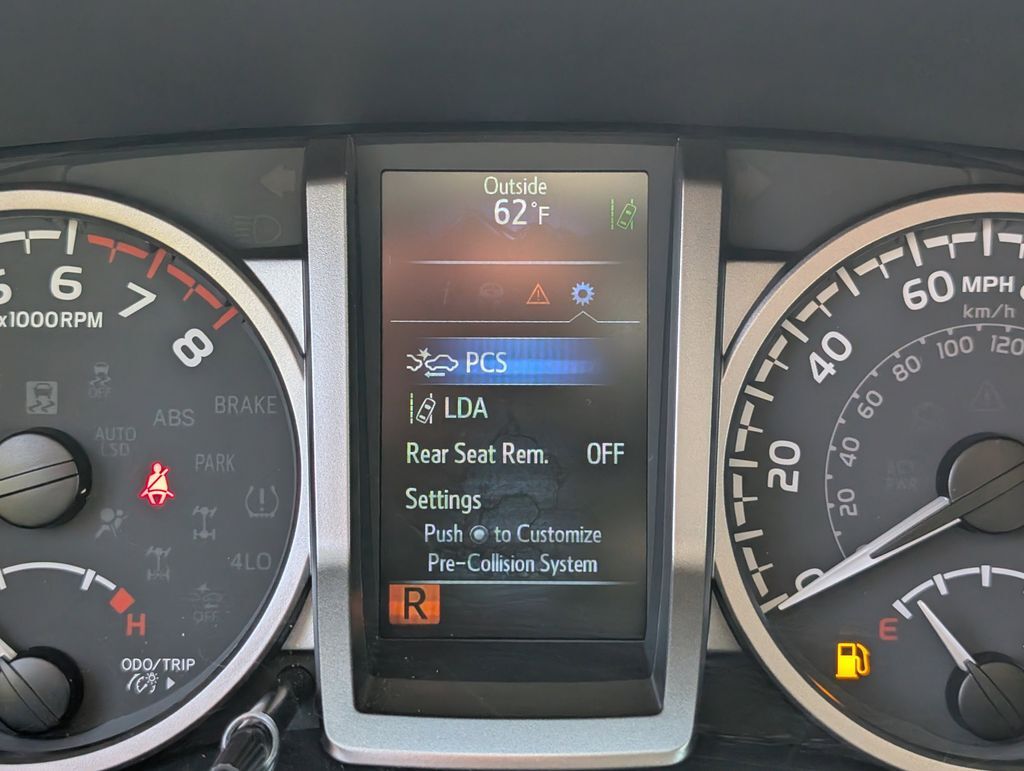 Outside
62°F
PCS
LDA
Rear Seat Rem. OFF
Settings
Push to Customize
Pre-Collision System
R
6
7
8
x1000RPM
OFF
ABS
BRAKE
AUTO
LSD
PARK
4LO
OFF
H
ODO/TRIP
60 MPH
km/h
40
20
0
120
100
80
60
40
20
E